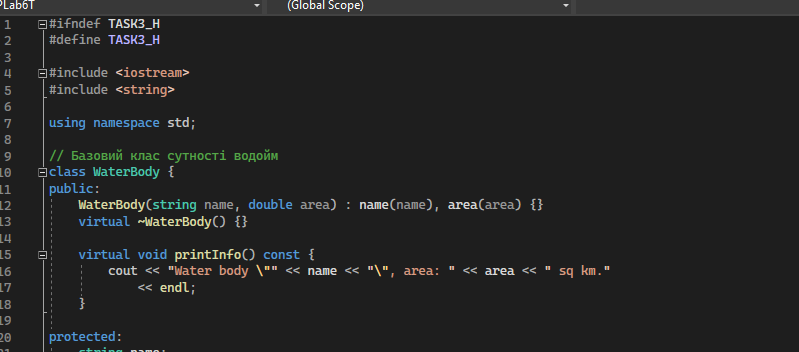 PLab6T (Global Scope)
1 #ifndef TASK3_H
2 #define TASK3_H
3
4 #include <iostream>
5 #include <string>
6
7 using namespace std;
8
9 // Базовий клас сутності водойм
10 class WaterBody {
11 public:
12 WaterBody(string name, double area) : name(name), area(area) {}
13 virtual ~WaterBody() {}
14
15 virtual void printInfo() const {
16 cout << "Water body \"" << name << "\", area: " << area << " sq km."
17 << endl;
18 }
19
20 protected:
21 string name;